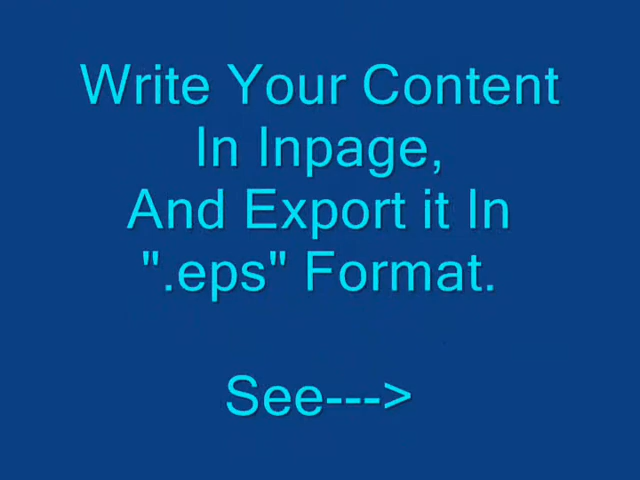 Write Your Content
In Inpage,
And Export it In
".eps" Format.
See--->